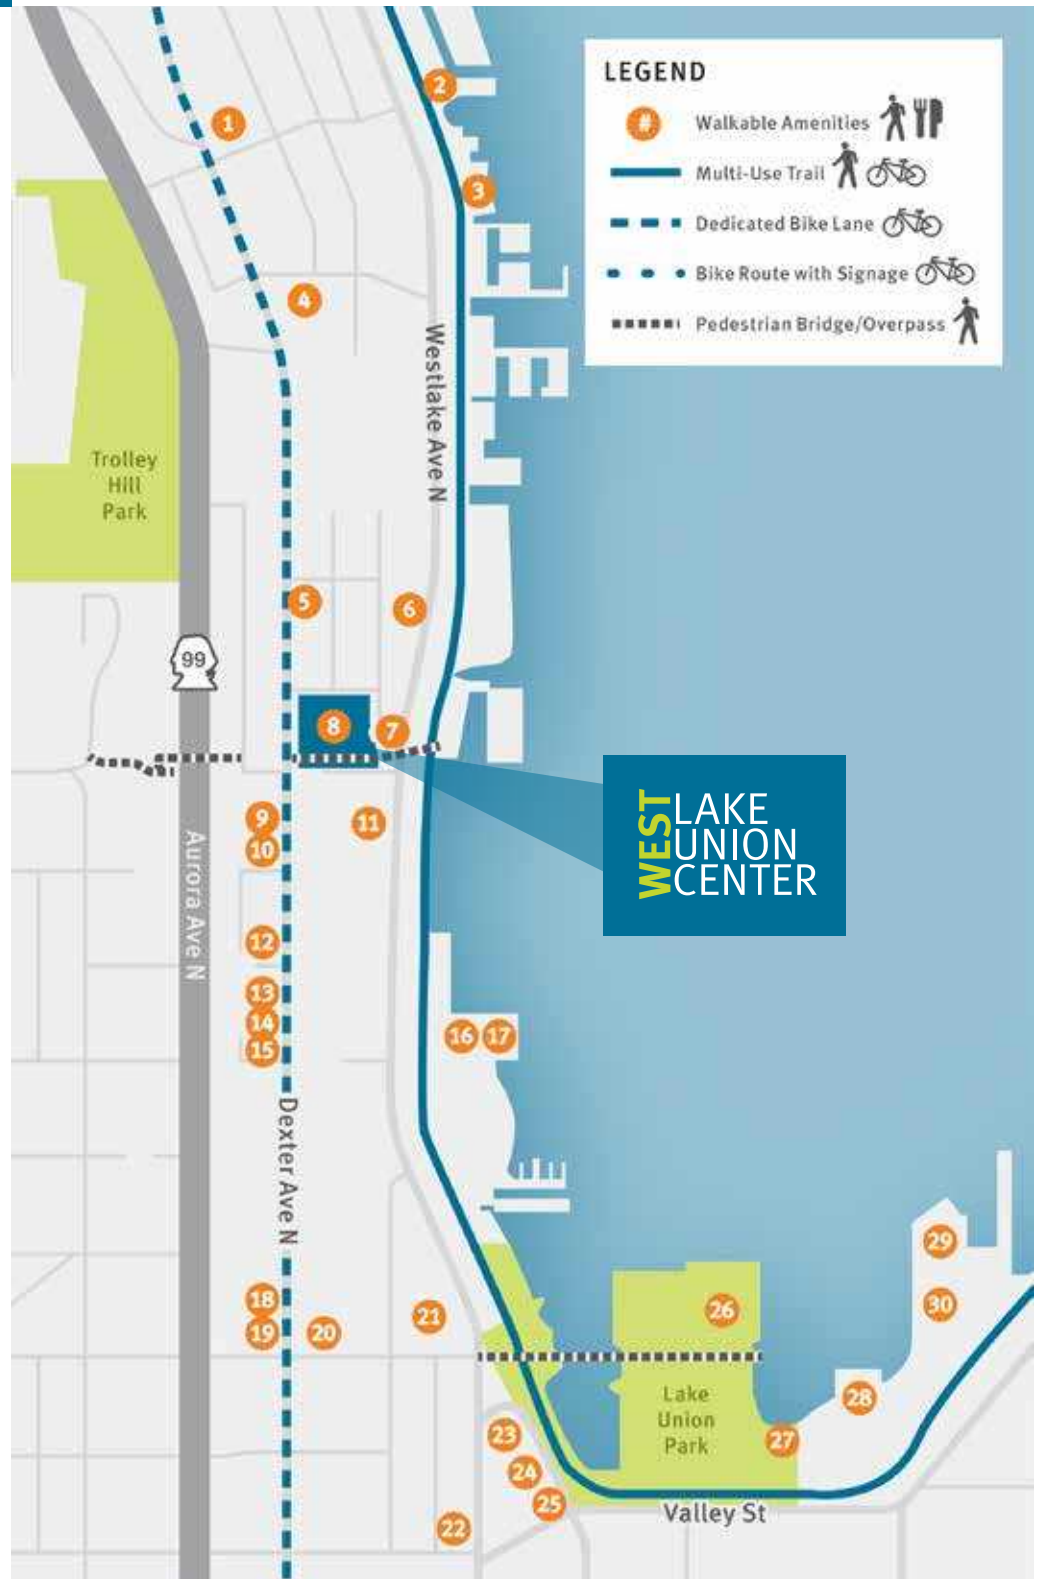 LEGEND
# Walkable Amenities
Multi-Use Trail
Dedicated Bike Lane
Bike Route with Signage
Pedestrian Bridge/Overpass
1
2
3
4
Westlake Ave N
Trolley
Hill
Park
5
6
99
7
8
WEST
LAKE
UNION
CENTER
9
10
11
Aurora Ave N
12
13
14
15
16
17
Dexter Ave N
18
19
20
21
26
29
30
Lake
Union
Park
28
27
23
24
25
22
Valley St